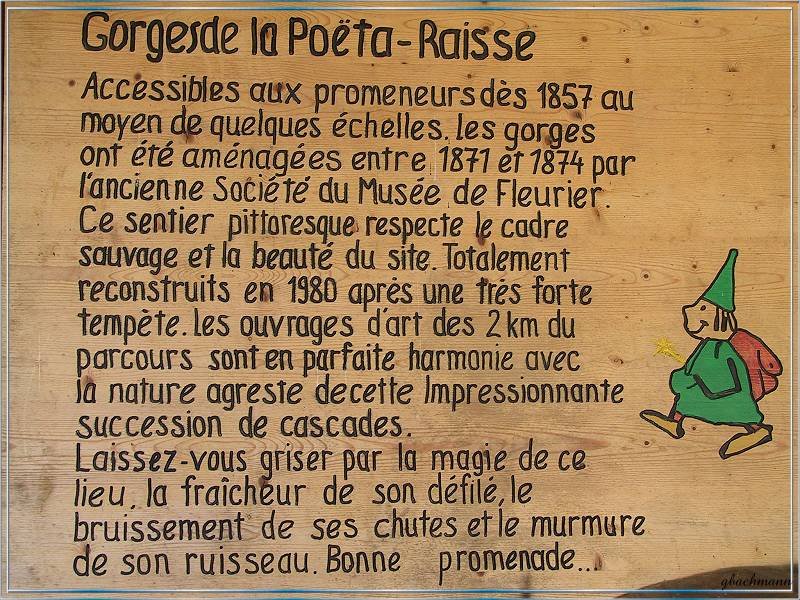 Gorges de la Poëta-Raisse
Accessibles aux promeneurs dès 1857 au
moyen de quelques échelles. Les gorges
ont été aménagées entre 1871 et 1874 par
l'ancienne Société du Musée de Fleurier.
Ce sentier pittoresque respecte le cadre
sauvage et la beauté du site. Totalement
reconstruits en 1980 après une très forte
tempête. Les ouvrages d'art des 2 km du
parcours sont en parfaite harmonie avec
la nature agreste de cette Impressionnante
succession de cascades.
Laissez-vous griser par la magie de ce
lieu, la fraîcheur de son défilé, le
bruissement de ses chutes et le murmure
de son ruisseau. Bonne promenade...
gbachmann